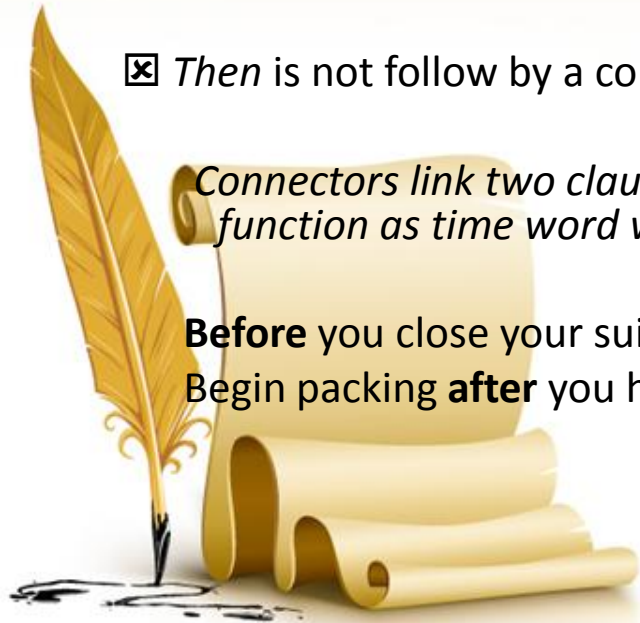 ☒ Then is not follow by a co
Connectors link two clau
function as time word
Before you close your sui
Begin packing after you h